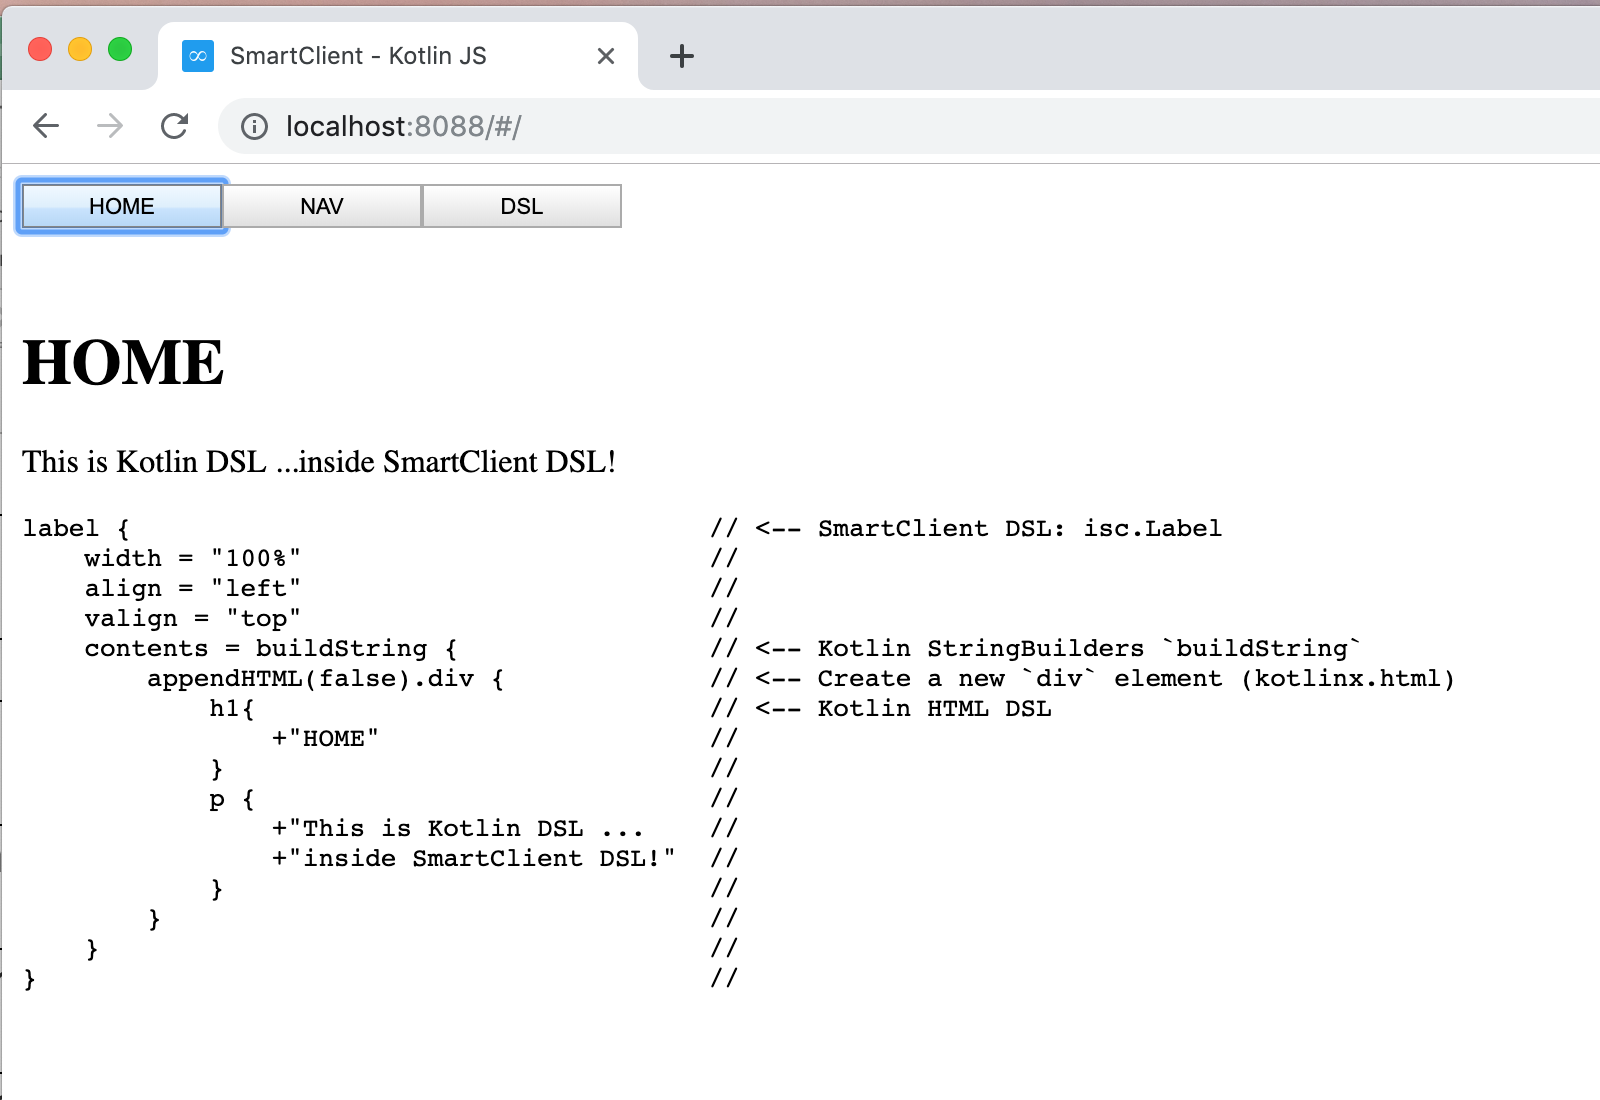 SmartClient - Kotlin JS
localhost:8088/#/
HOME NAV DSL
HOME
This is Kotlin DSL ...inside SmartClient DSL!
label {                                     // <-- SmartClient DSL: isc.Label
    width = "100%"                          //
    align = "left"                          //
    valign = "top"                          //
    contents = buildString {                // <-- Kotlin StringBuilders `buildString`
        appendHTML(false).div {             // <-- Create a new `div` element (kotlinx.html)
            h1{                             // <-- Kotlin HTML DSL
                +"HOME"                     //
            }                               //
            p {                             //
                +"This is Kotlin DSL ...    //
                +"inside SmartClient DSL!"  //
            }                               //
        }                                   //
    }                                       //
}                                           //